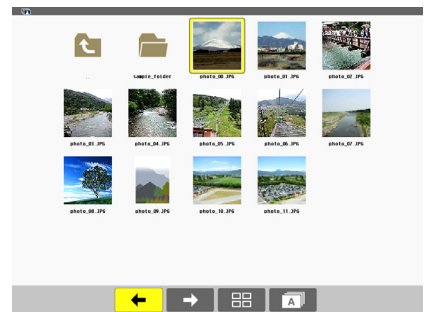 ..
sample_folder
photo_00.JPG
photo_01.JPG
photo_02.JPG
photo_03.JPG
photo_04.JPG
photo_05.JPG
photo_06.JPG
photo_07.JPG
photo_08.JPG
photo_09.JPG
photo_10.JPG
photo_11.JPG
A